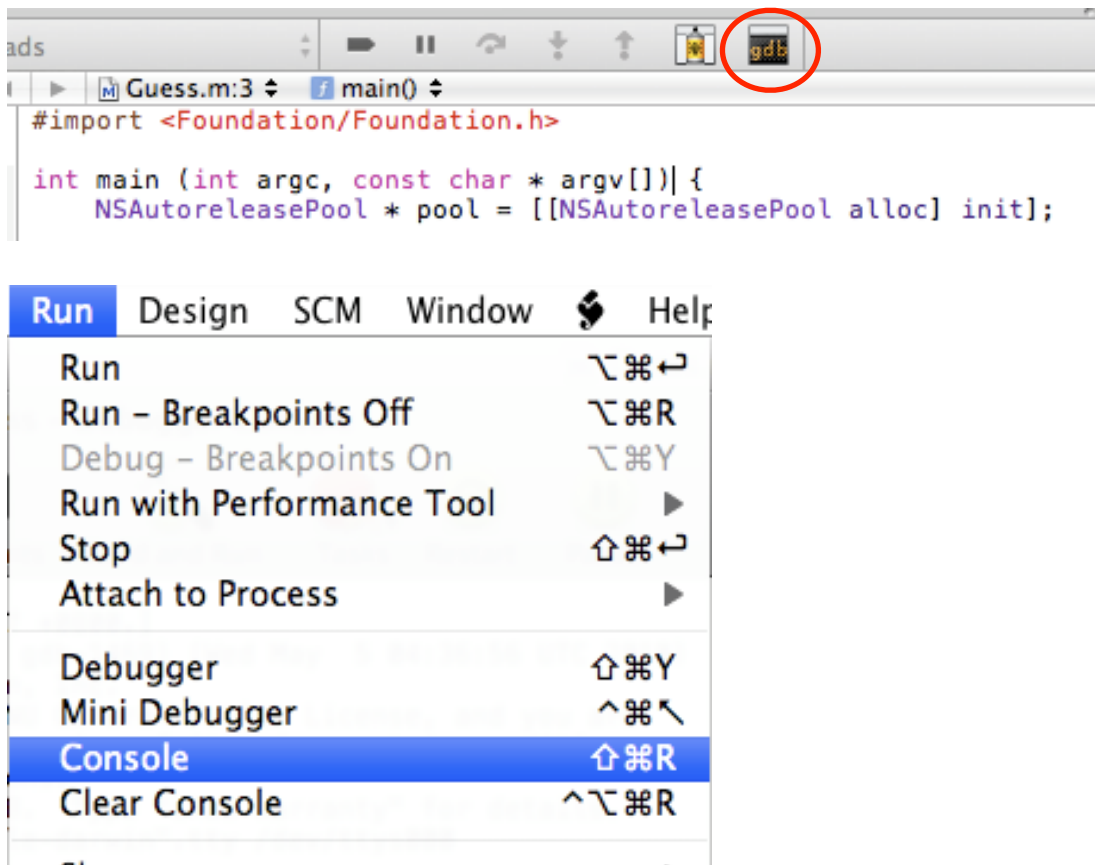 ads
gdb
Guess.m:3 main()
#import <Foundation/Foundation.h>
int main (int argc, const char * argv[]) {
NSAutoreleasePool * pool = [[NSAutoreleasePool alloc] init];
Run Design SCM Window Help
Run ⌥⌘↩
Run – Breakpoints Off ⌥⌘R
Debug – Breakpoints On ⌥⌘Y
Run with Performance Tool
Stop ⇧⌘↩
Attach to Process
Debugger ⇧⌘Y
Mini Debugger ^⌘↖
Console ⇧⌘R
Clear Console ^⌥⌘R